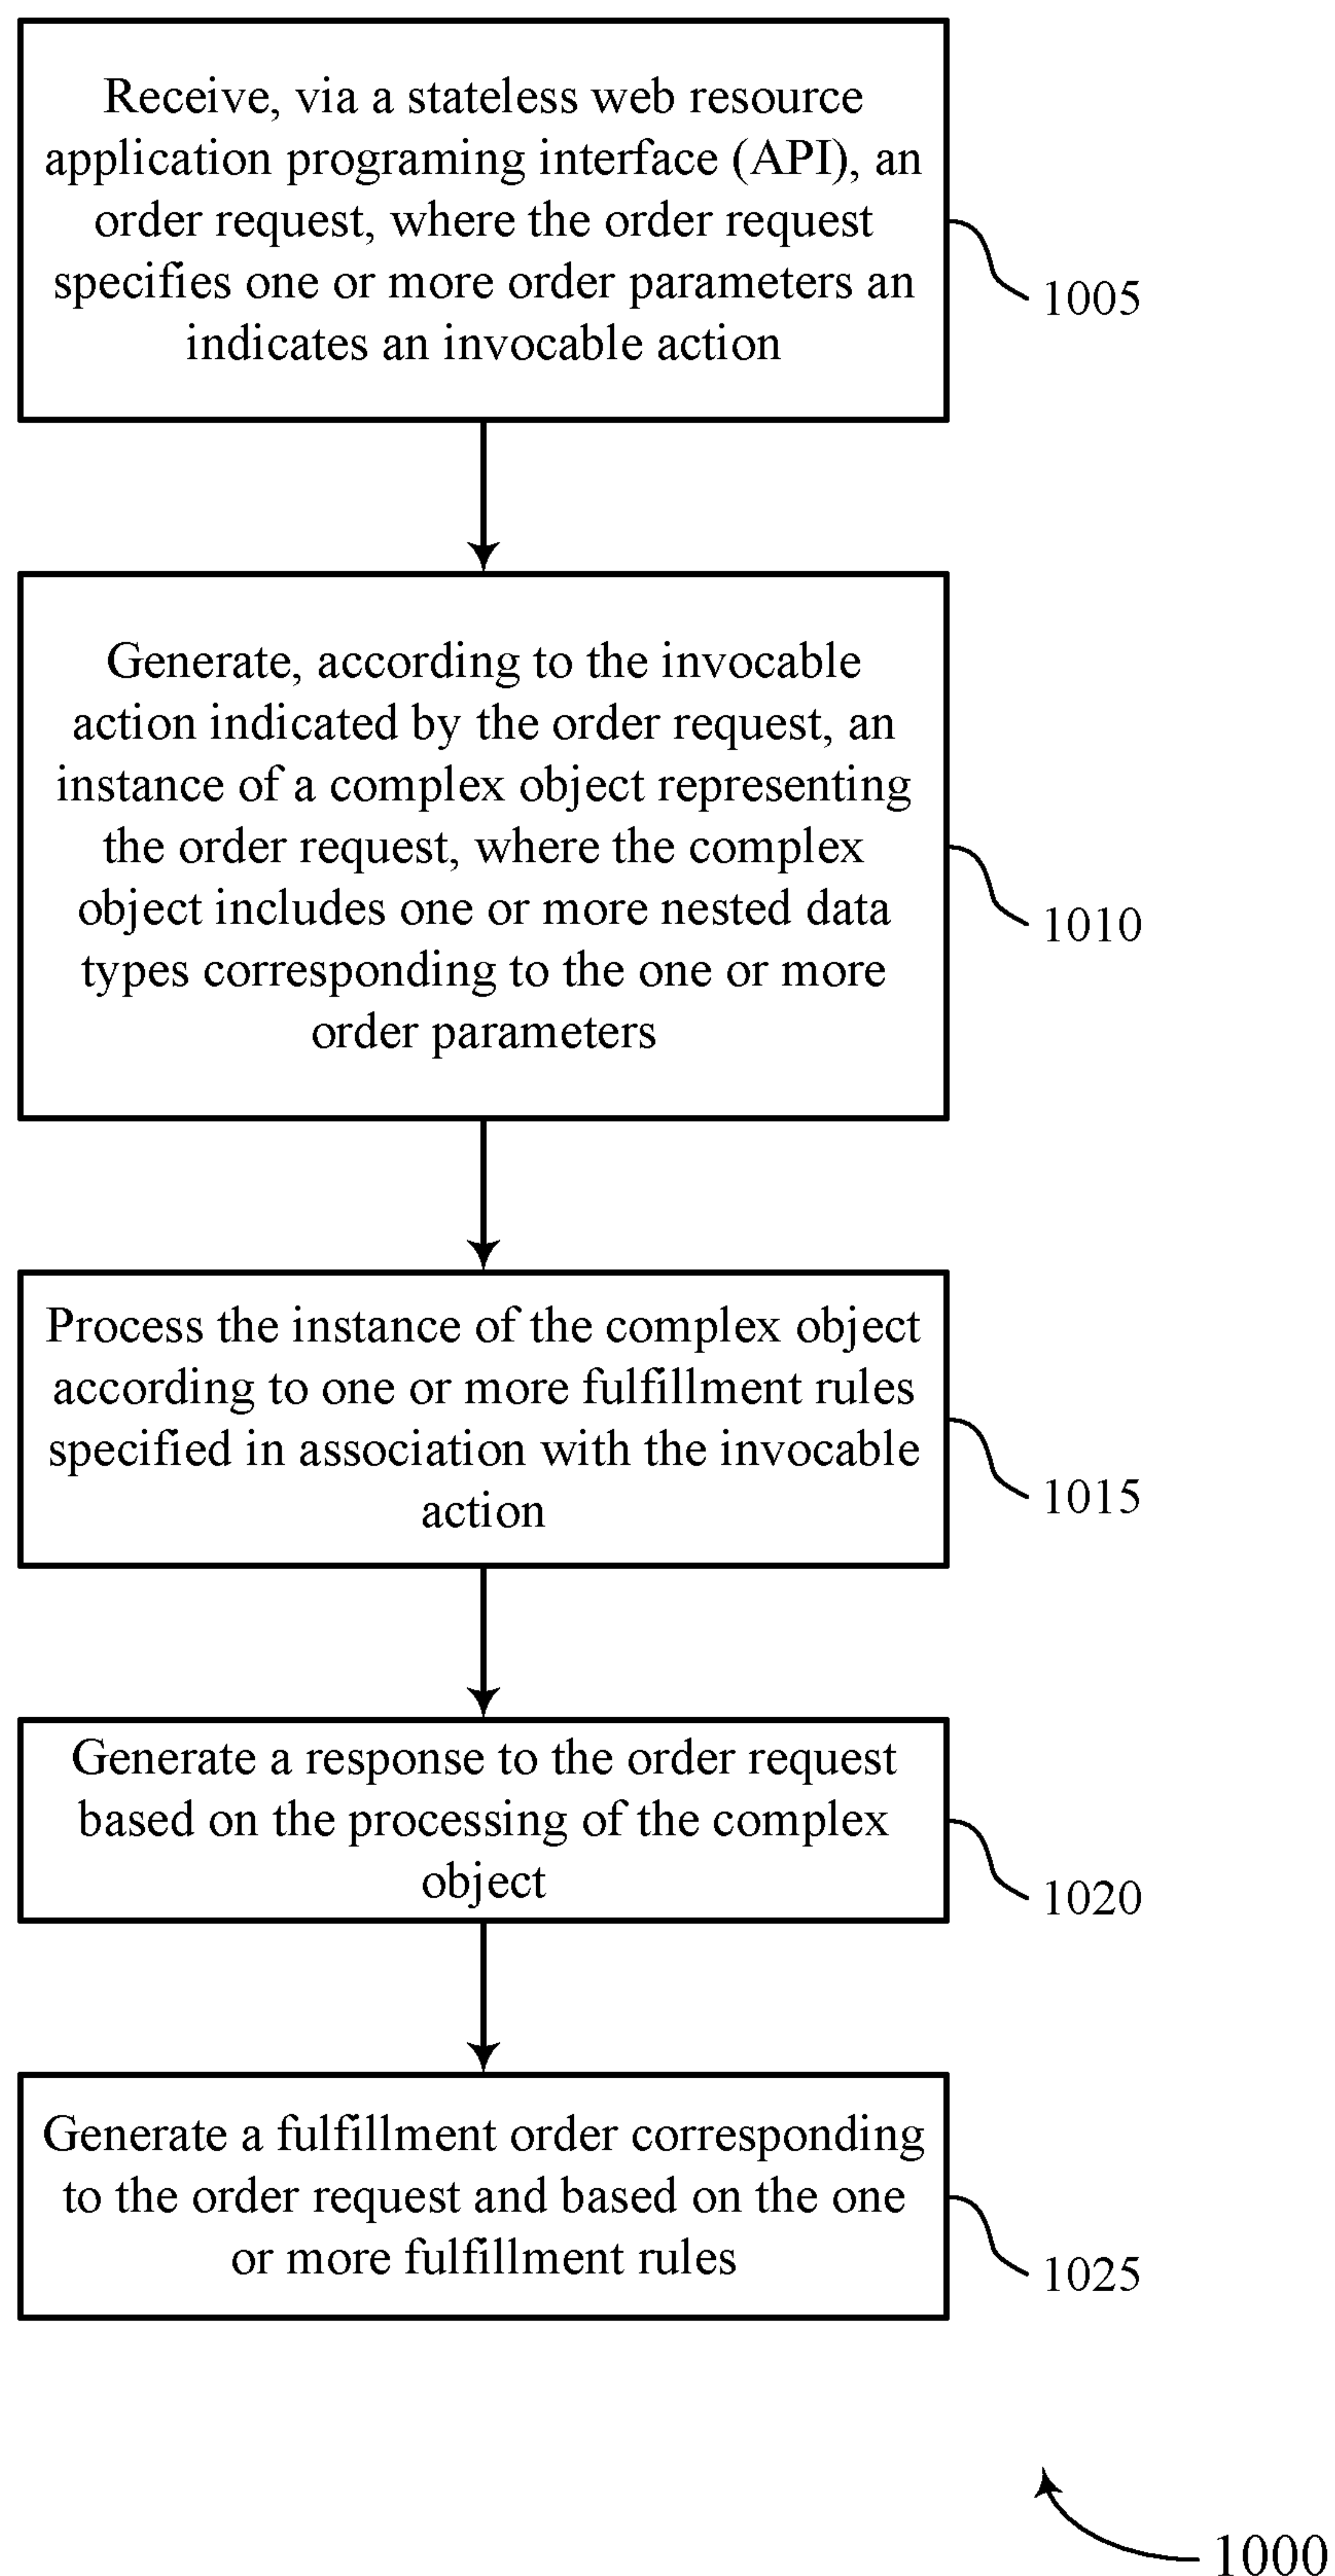 Receive, via a stateless web resource
application programing interface (API), an
order request, where the order request
specifies one or more order parameters an
indicates an invocable action
1005
Generate, according to the invocable
action indicated by the order request, an
instance of a complex object representing
the order request, where the complex
object includes one or more nested data
types corresponding to the one or more
order parameters
1010
Process the instance of the complex object
according to one or more fulfillment rules
specified in association with the invocable
action
1015
Generate a response to the order request
based on the processing of the complex
object
1020
Generate a fulfillment order corresponding
to the order request and based on the one
or more fulfillment rules
1025
1000